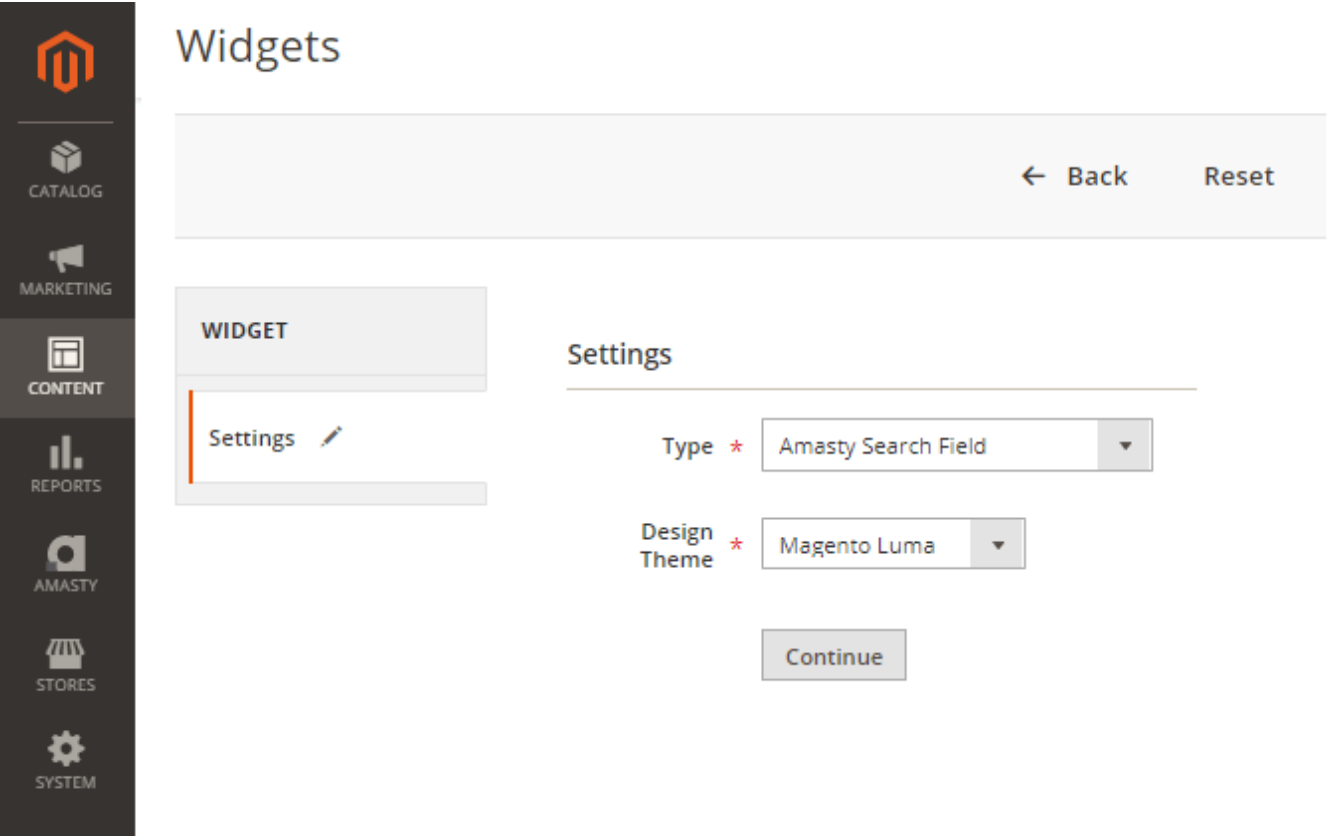 Widgets
← Back Reset
CATALOG
MARKETING
CONTENT
REPORTS
AMASTY
STORES
SYSTEM
WIDGET
Settings
Settings
Type * Amasty Search Field
Design
Theme * Magento Luma
Continue